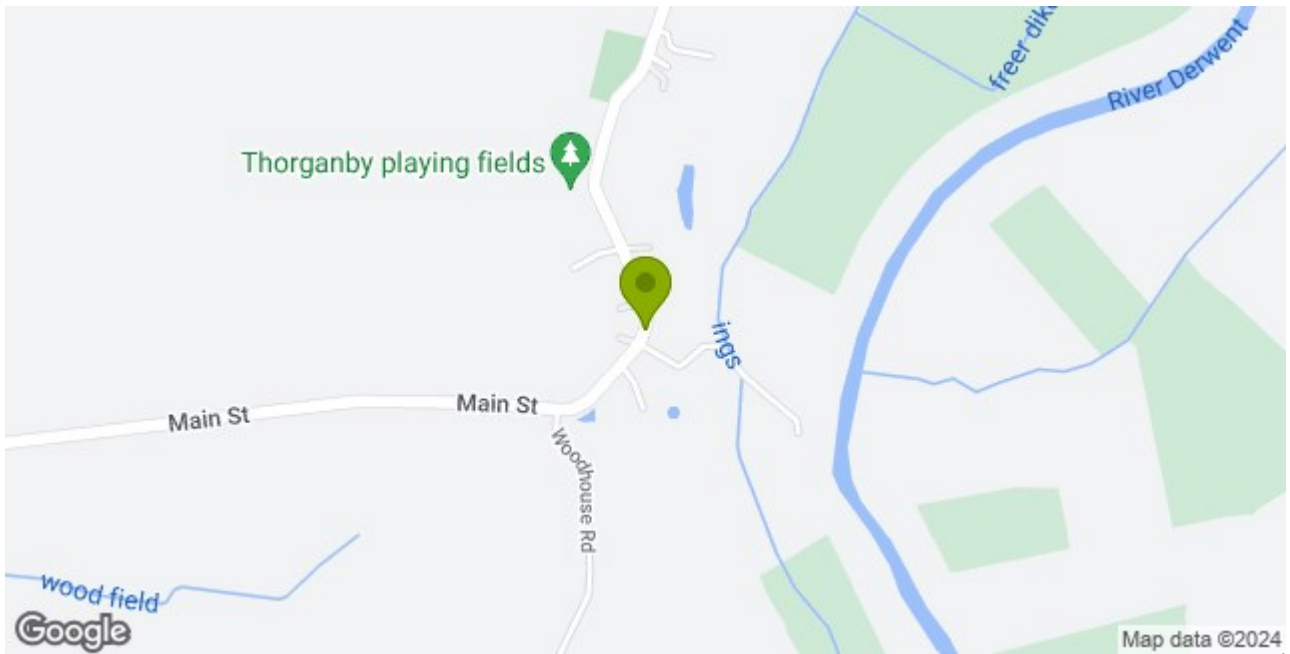 freer dike
River Derwent
Thorganby playing fields
ings
Main St
Main St
Woodhouse Rd
wood field
Google
Map data ©2024